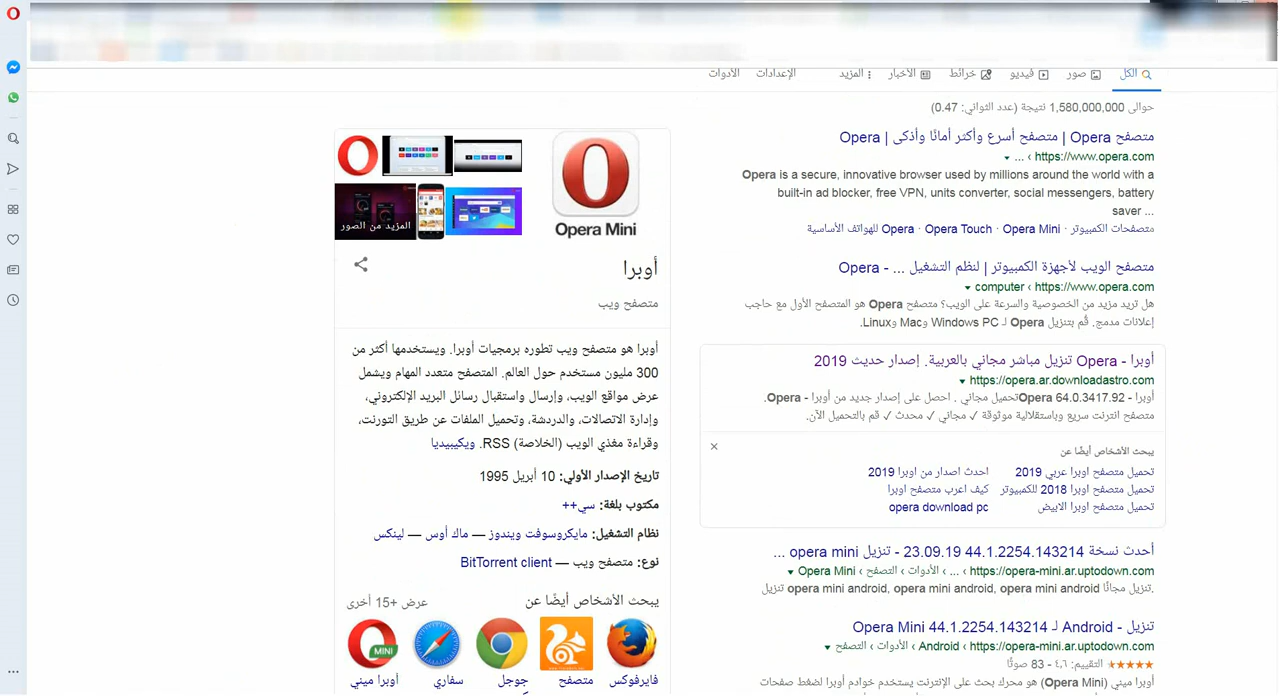 الكل
صور
فيديو
خرائط
الأخبار
المزيد
الإعدادات
الأدوات
حوالى 1,580,000,000 نتيجة (عدد الثواني: 0.47)
متصفح Opera | متصفح أسرع وأكثر أمانًا وأذكى | Opera
https://www.opera.com › ...
Opera is a secure, innovative browser used by millions around the world with a
built-in ad blocker, free VPN, units converter, social messengers, battery
saver ...
متصفحات الكمبيوتر · Opera Mini · Opera Touch · Opera للهواتف الأساسية
متصفح الويب لأجهزة الكمبيوتر | لنظم التشغيل ... - Opera
https://www.opera.com › computer
هل تريد مزيد من الخصوصية والسرعة على الويب؟ متصفح Opera هو المتصفح الأول مع حاجب
إعلانات مدمج. قُم بتنزيل Opera لـ Windows PC وMac وLinux.
أوبرا - Opera تنزيل مباشر مجاني بالعربية. إصدار حديث 2019
https://opera.ar.downloadastro.com
أوبرا - Opera 64.0.3417.92تحميل مجاني . احصل على إصدار جديد من أوبرا - Opera.
متصفح انترنت سريع وباستقلالية موثوقة ✓ مجاني ✓ محدث ✓ قم بالتحميل الآن.
يبحث الأشخاص أيضًا عن
تحميل متصفح اوبرا عربي 2019
احدث اصدار من اوبرا 2019
تحميل متصفح اوبرا 2018 للكمبيوتر
كيف اعرب متصفح اوبرا
تحميل متصفح اوبرا الابيض
opera download pc
أحدث نسخة 44.1.2254.143214 23.09.19 - تنزيل opera mini ...
https://opera-mini.ar.uptodown.com › ... › الأدوات › التصفح › Opera Mini
تنزيل مجانًا opera mini android, opera mini android, opera mini android تنزيل.
تنزيل - Android لـ Opera Mini 44.1.2254.143214
https://opera-mini.ar.uptodown.com › Android › الأدوات › التصفح
التقييم: ٤٫٦ - 83 صوتًا
أوبرا ميني (Opera Mini) هو محرك بحث على الإنترنت يستخدم خوادم أوبرا لضغط صفحات
Opera Mini
المزيد من الصور
أوبرا
متصفح ويب
أوبرا هو متصفح ويب تطوره برمجيات أوبرا. ويستخدمها أكثر من
300 مليون مستخدم حول العالم. المتصفح متعدد المهام ويشمل
عرض مواقع الويب، وإرسال واستقبال رسائل البريد الإلكتروني،
وإدارة الاتصالات، والدردشة، وتحميل الملفات عن طريق التورنت،
وقراءة مغذي الويب (الخلاصة) RSS. ويكيبيديا
تاريخ الإصدار الأولي: 10 أبريل 1995
مكتوب بلغة: سي++
نظام التشغيل: مايكروسوفت ويندوز — ماك أوس — لينكس
نوع: متصفح ويب — BitTorrent client
يبحث الأشخاص أيضًا عن
عرض +15 أخرى
MINI
فايرفوكس
متصفح
جوجل
سفاري
أوبرا ميني